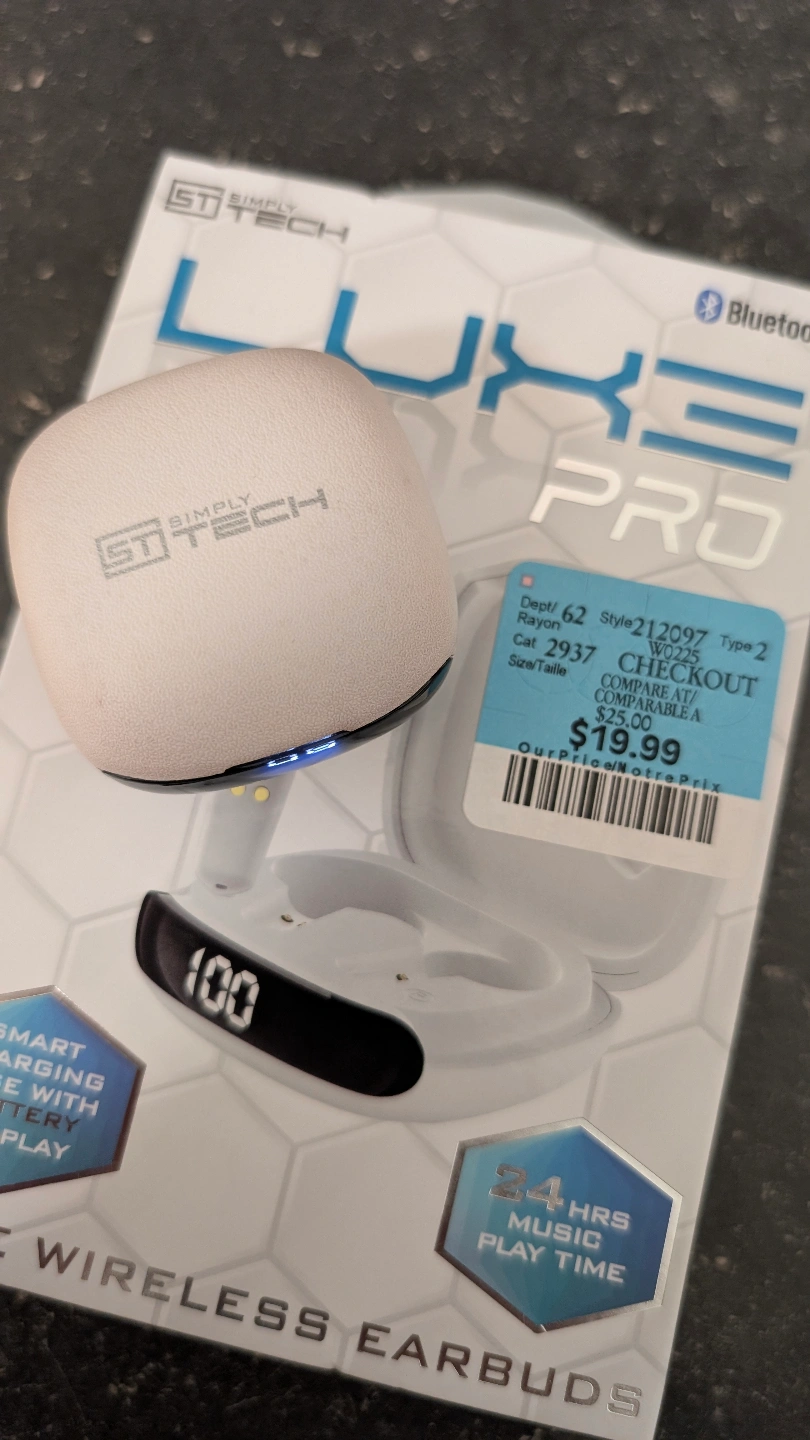 ST SIMPLY
TECH
Bluetoo
LUXE
PRO
ST SIMPLY
TECH
Dept/ 62 Style 212097 Type 2
Rayon
W0225
Cat 2937 CHECKOUT
Size/Taille
COMPARE AT/
COMPARABLE A
$25.00
$19.99
OurPrice/NotrePrix
100
SMART
ARGING
E WITH
TTERY
PLAY
24 HRS
MUSIC
PLAY TIME
E WIRELESS EARBUDS